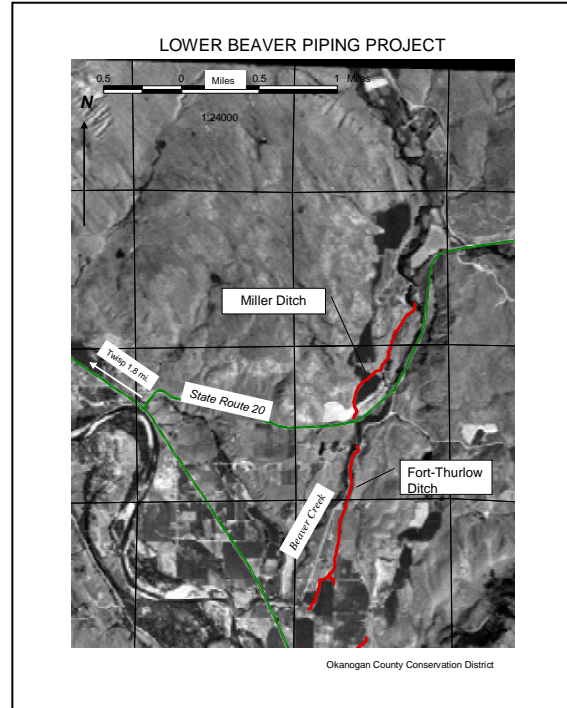 LOWER BEAVER PIPING PROJECT
0.5 0 Miles 0.5 1 Miles
N
1:24000
Miller Ditch
Twisp 1.8 mi.
State Route 20
Fort-Thurlow
Ditch
Beaver Creek
Okanogan County Conservation District